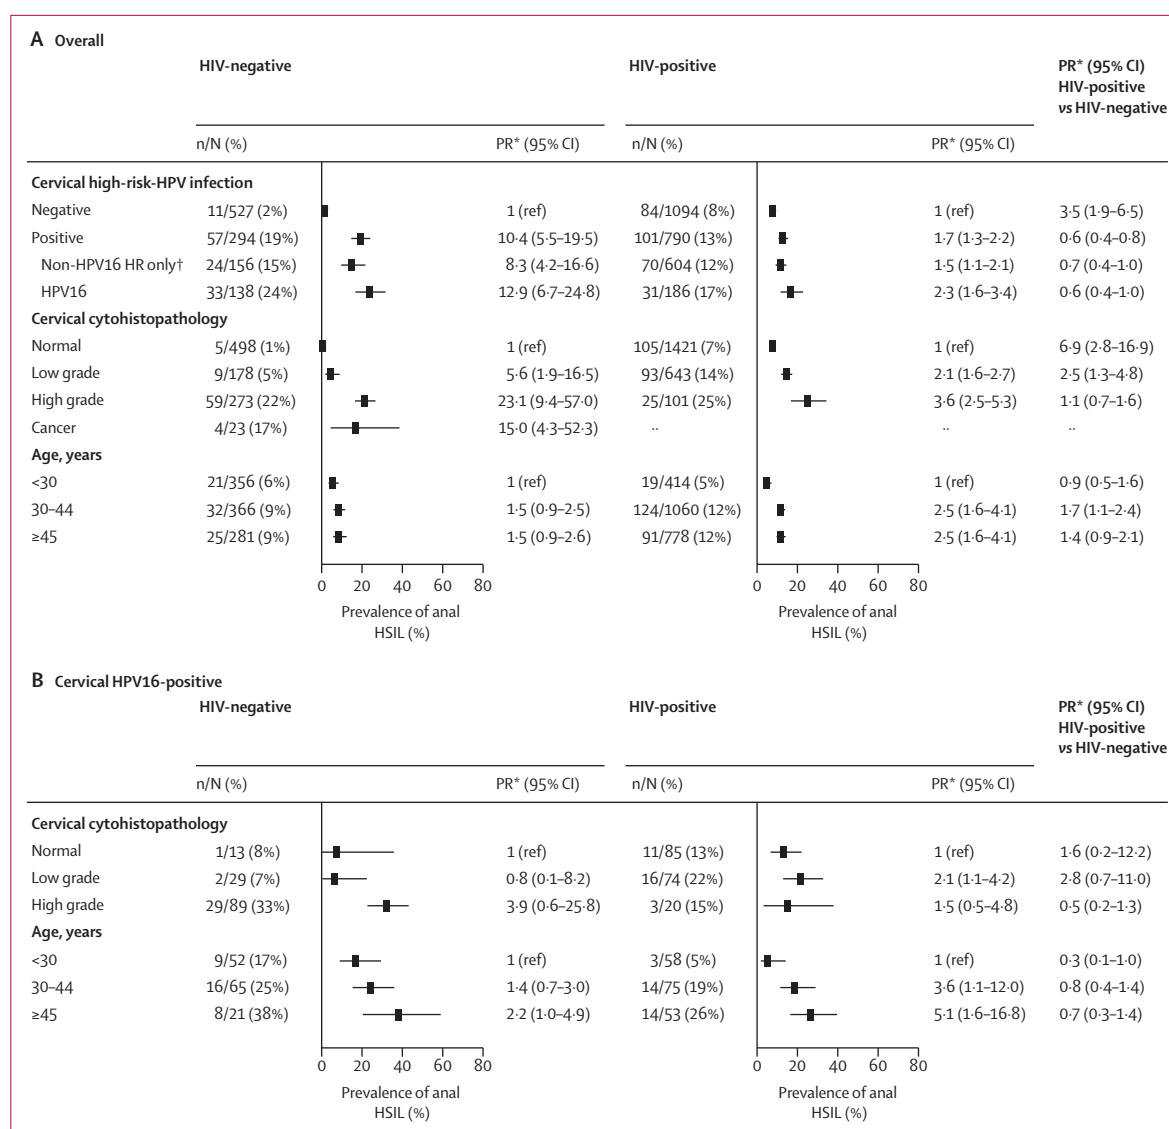 A Overall
HIV-negative HIV-positive PR* (95% CI)
HIV-positive
vs HIV-negative
n/N (%) PR* (95% CI) n/N (%) PR* (95% CI)
Cervical high-risk-HPV infection
Negative 11/527 (2%) 1 (ref) 84/1094 (8%) 1 (ref) 3·5 (1·9–6·5)
Positive 57/294 (19%) 10·4 (5·5–19·5) 101/790 (13%) 1·7 (1·3–2·2) 0·6 (0·4–0·8)
Non-HPV16 HR only† 24/156 (15%) 8·3 (4·2–16·6) 70/604 (12%) 1·5 (1·1–2·1) 0·7 (0·4–1·0)
HPV16 33/138 (24%) 12·9 (6·7–24·8) 31/186 (17%) 2·3 (1·6–3·4) 0·6 (0·4–1·0)
Cervical cytohistopathology
Normal 5/498 (1%) 1 (ref) 105/1421 (7%) 1 (ref) 6·9 (2·8–16·9)
Low grade 9/178 (5%) 5·6 (1·9–16·5) 93/643 (14%) 2·1 (1·6–2·7) 2·5 (1·3–4·8)
High grade 59/273 (22%) 23·1 (9·4–57·0) 25/101 (25%) 3·6 (2·5–5·3) 1·1 (0·7–1·6)
Cancer 4/23 (17%) 15·0 (4·3–52·3) ·· ·· ··
Age, years
<30 21/356 (6%) 1 (ref) 19/414 (5%) 1 (ref) 0·9 (0·5–1·6)
30–44 32/366 (9%) 1·5 (0·9–2·5) 124/1060 (12%) 2·5 (1·6–4·1) 1·7 (1·1–2·4)
≥45 25/281 (9%) 1·5 (0·9–2·6) 91/778 (12%) 2·5 (1·6–4·1) 1·4 (0·9–2·1)
0 20 40 60 80 0 20 40 60 80
Prevalence of anal Prevalence of anal
HSIL (%) HSIL (%)
B Cervical HPV16-positive
HIV-negative HIV-positive PR* (95% CI)
HIV-positive
vs HIV-negative
n/N (%) PR* (95% CI) n/N (%) PR* (95% CI)
Cervical cytohistopathology
Normal 1/13 (8%) 1 (ref) 11/85 (13%) 1 (ref) 1·6 (0·2–12·2)
Low grade 2/29 (7%) 0·8 (0·1–8·2) 16/74 (22%) 2·1 (1·1–4·2) 2·8 (0·7–11·0)
High grade 29/89 (33%) 3·9 (0·6–25·8) 3/20 (15%) 1·5 (0·5–4·8) 0·5 (0·2–1·3)
Age, years
<30 9/52 (17%) 1 (ref) 3/58 (5%) 1 (ref) 0·3 (0·1–1·0)
30–44 16/65 (25%) 1·4 (0·7–3·0) 14/75 (19%) 3·6 (1·1–12·0) 0·8 (0·4–1·4)
≥45 8/21 (38%) 2·2 (1·0–4·9) 14/53 (26%) 5·1 (1·6–16·8) 0·7 (0·3–1·4)
0 20 40 60 80 0 20 40 60 80
Prevalence of anal Prevalence of anal
HSIL (%) HSIL (%)